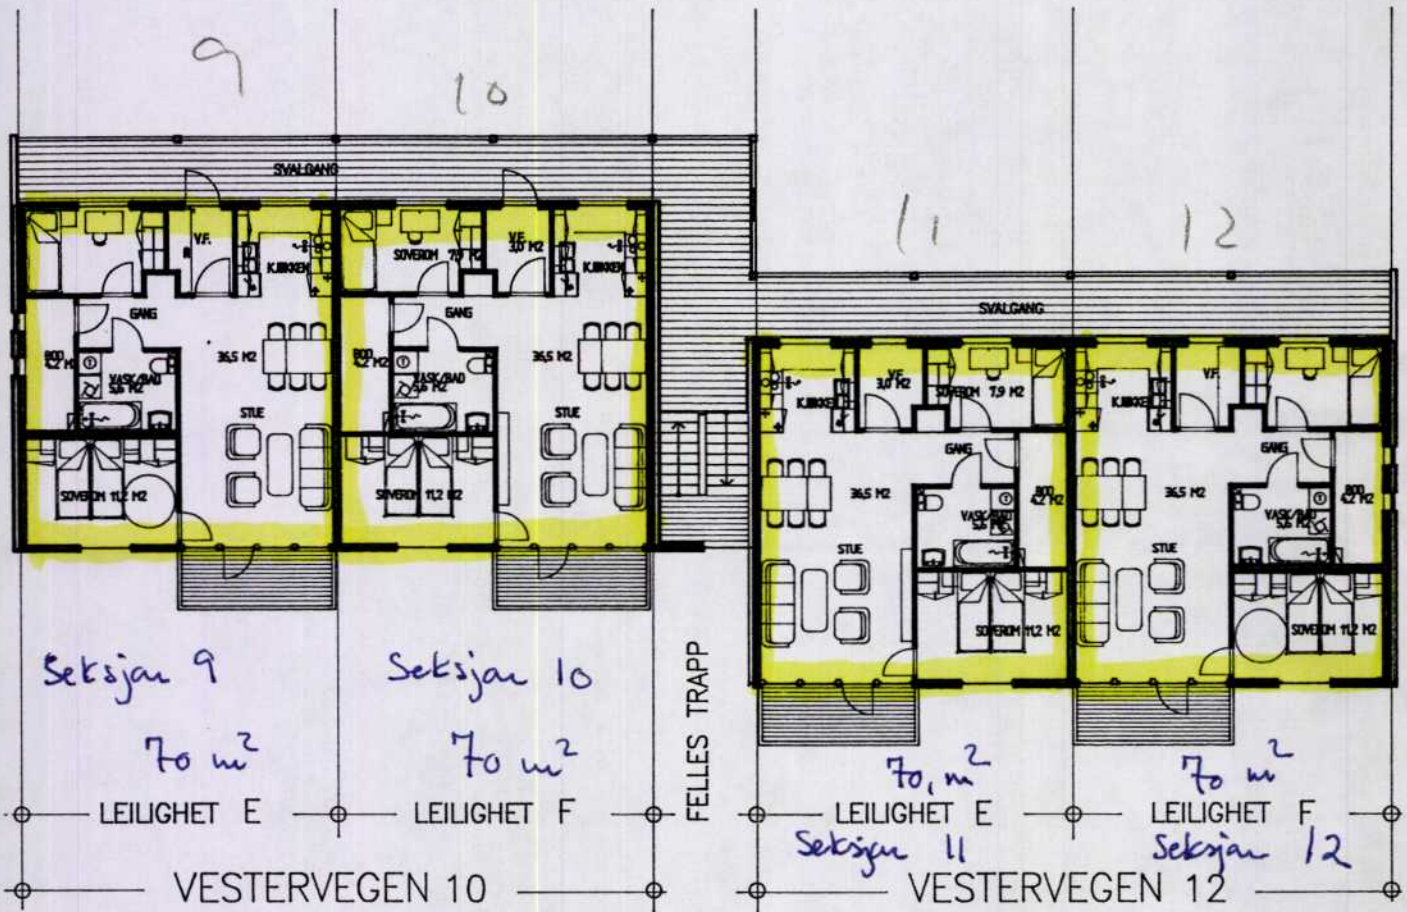 9
10
SVALGANG
11
12
V.F.
KJØKKEN
SOVEROM 7,9 M2
V.F.
3,0 M2
KJØKKEN
GANG
GANG
SVALGANG
BOD
4,2 M2
VASK/BAD
5,6 M2
36,5 M2
BOD
4,2 M2
VASK/BAD
5,6 M2
36,5 M2
STUE
STUE
KJØKKEN
V.F.
3,0 M2
SOVEROM 7,9 M2
KJØKKEN
V.F.
GANG
GANG
SOVEROM 11,2 M2
SOVEROM 11,2 M2
36,5 M2
BOD
4,2 M2
36,5 M2
BOD
4,2 M2
VASK/BAD
5,6 M2
VASK/BAD
5,6 M2
STUE
STUE
SOVEROM 11,2 M2
SOVEROM 11,2 M2
Seksjon 9
Seksjon 10
FELLES TRAPP
70 m²
70 m²
70, m²
70 m²
LEILIGHET E
LEILIGHET F
LEILIGHET E
LEILIGHET F
Seksjon 11
Seksjon 12
VESTERVEGEN 10
VESTERVEGEN 12